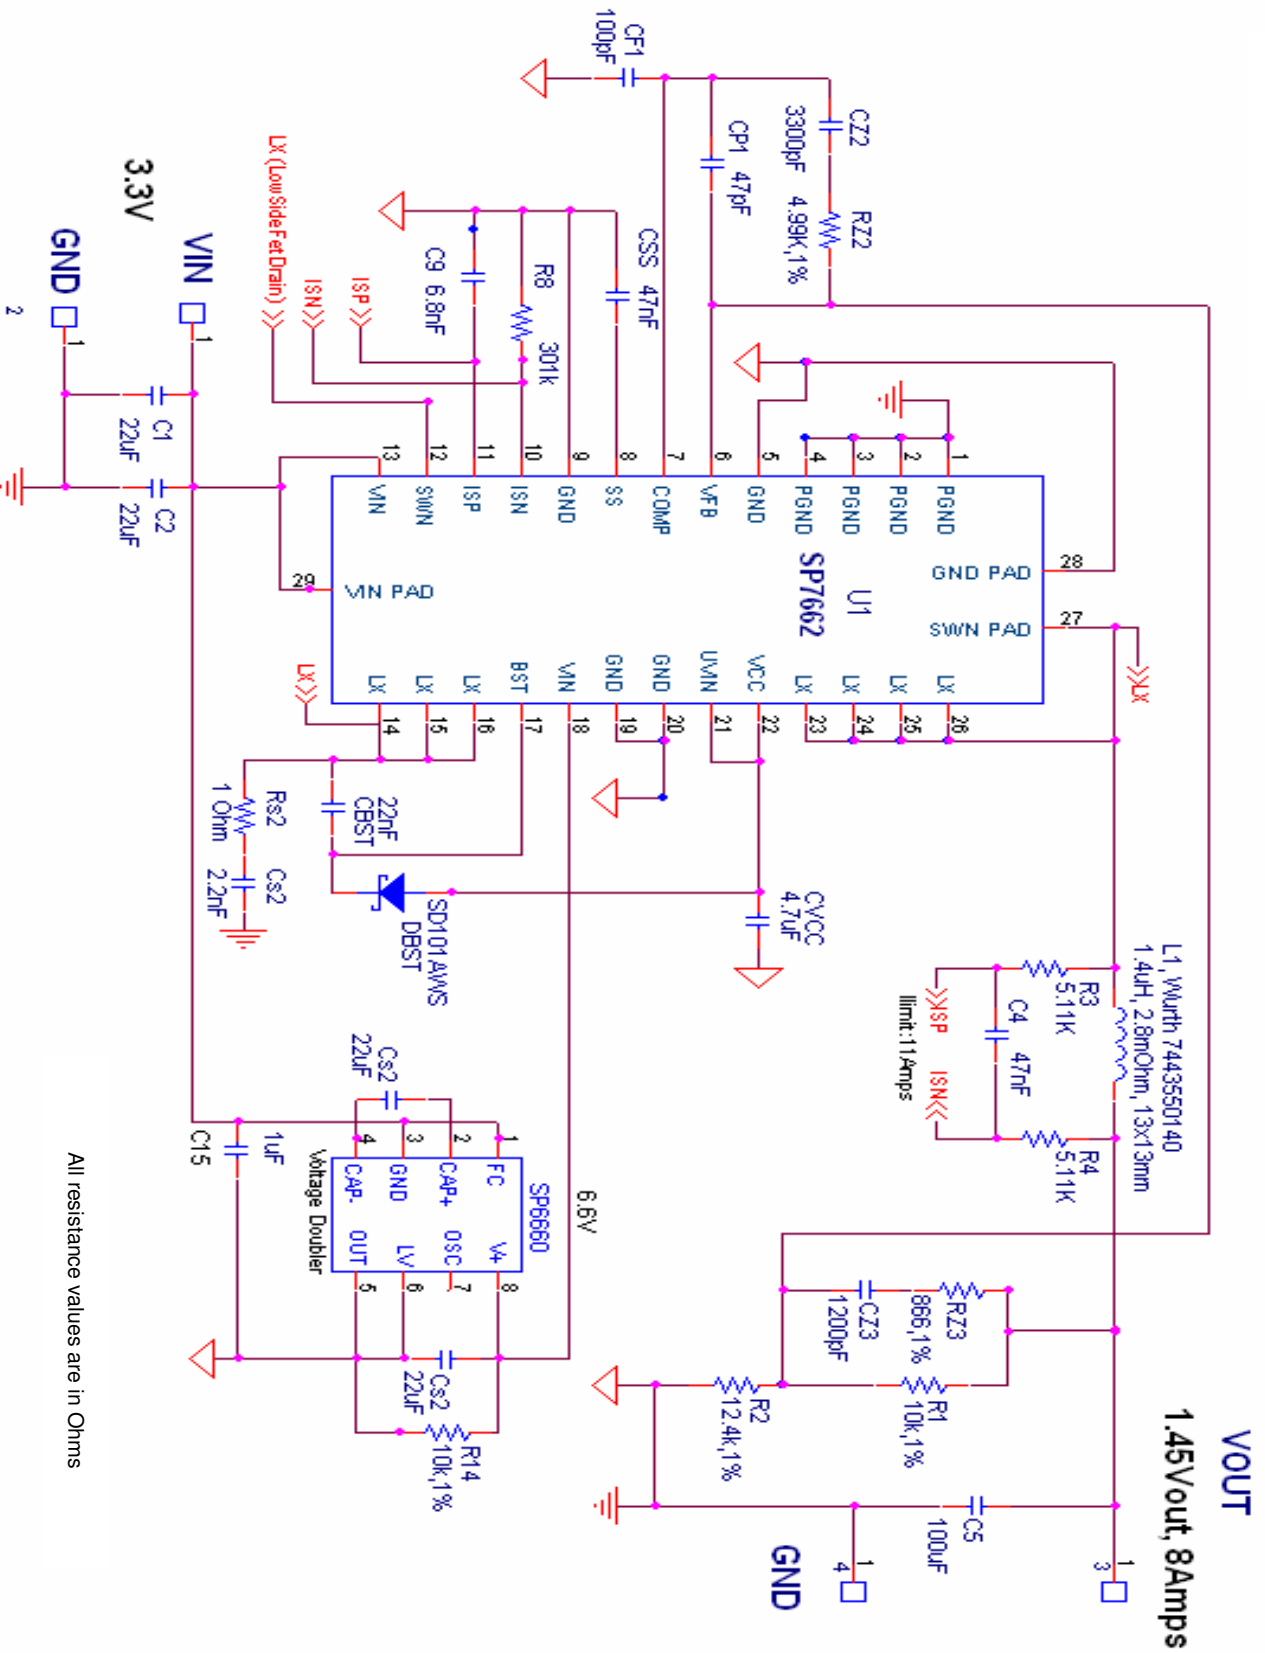 VOUT
1.45Vout, 8Amps
1
3
L1, Wurth 7443550140
1.4uH, 2.8mOhm, 13x13mm
LX
R3
5.11K
R4
5.11K
C4
47nF
ISP
ISN
Ilimit:11Amps
RZ3
866,1%
CZ3
1200pF
R1
10k,1%
R2
12.4k,1%
C5
100uF
1
4
GND
CZ2
3300pF
RZ2
4.99K,1%
CP1
47pF
CF1
100pF
CSS
47nF
R8
301k
C9
6.8nF
ISP
ISN
LX (Low Side Fet Drain)
28
27
GND PAD
SWN PAD
U1
SP7662
1
PGND
2
PGND
3
PGND
4
PGND
5
GND
6
VFB
7
COMP
8
SS
9
GND
10
ISN
11
ISP
12
SWN
13
VIN
29
VIN PAD
26
LX
25
LX
24
LX
23
LX
22
VCC
21
UVIN
20
GND
19
GND
18
VIN
17
BST
16
LX
15
LX
14
LX
LX
CVCC
4.7uF
22nF
CBST
SD101AWS
DBST
Rs2
1 Ohm
Cs2
2.2nF
VIN
1
3.3V
GND
1
2
C1
22uF
C2
22uF
6.6V
SP6660
1
FC
2
CAP+
3
GND
4
CAP-
8
V+
7
OSC
6
LV
5
OUT
Voltage Doubler
Cs2
22uF
Cs2
22uF
R14
10k,1%
1uF
C15
All resistance values are in Ohms